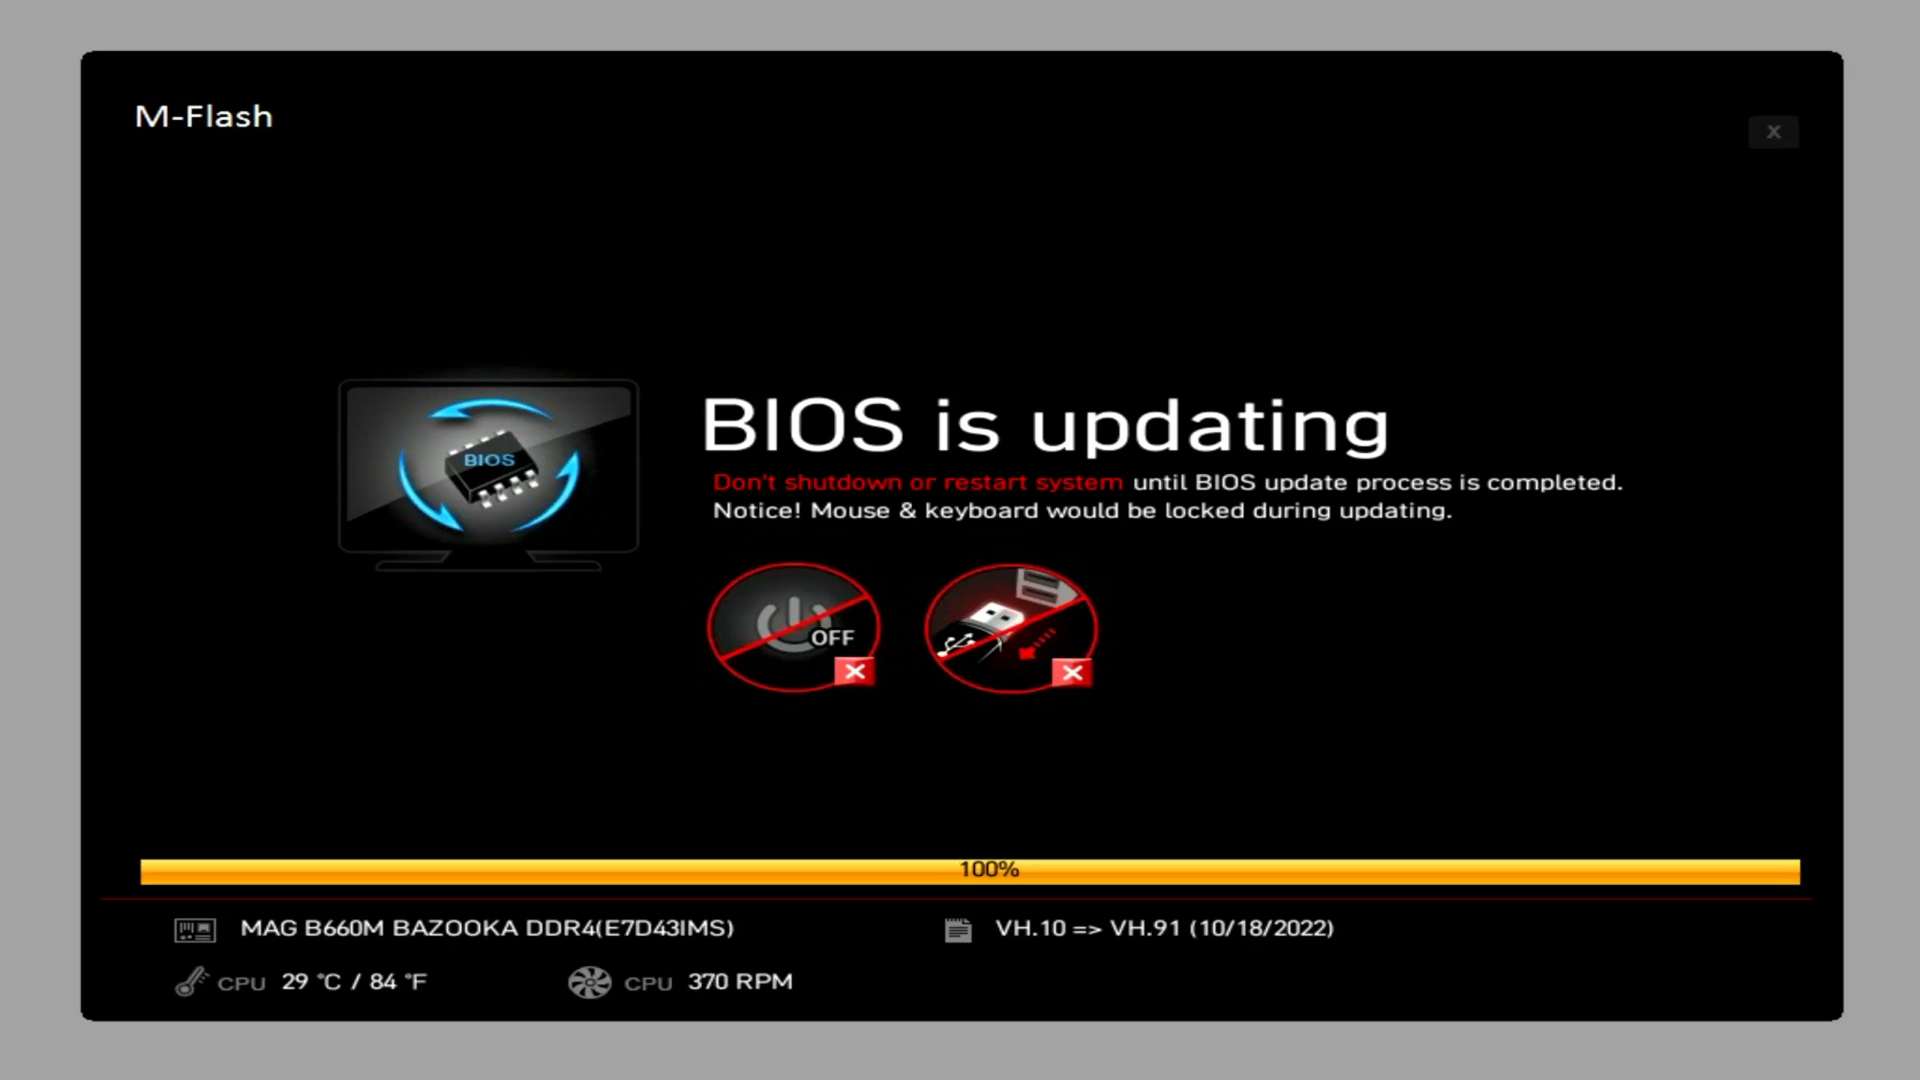 M-Flash
X
BIOS
BIOS is updating
Don't shutdown or restart system until BIOS update process is completed.
Notice! Mouse & keyboard would be locked during updating.
OFF
100%
MAG B660M BAZOOKA DDR4(E7D43IMS)
VH.10 => VH.91 (10/18/2022)
CPU 29 °C / 84 °F
CPU 370 RPM